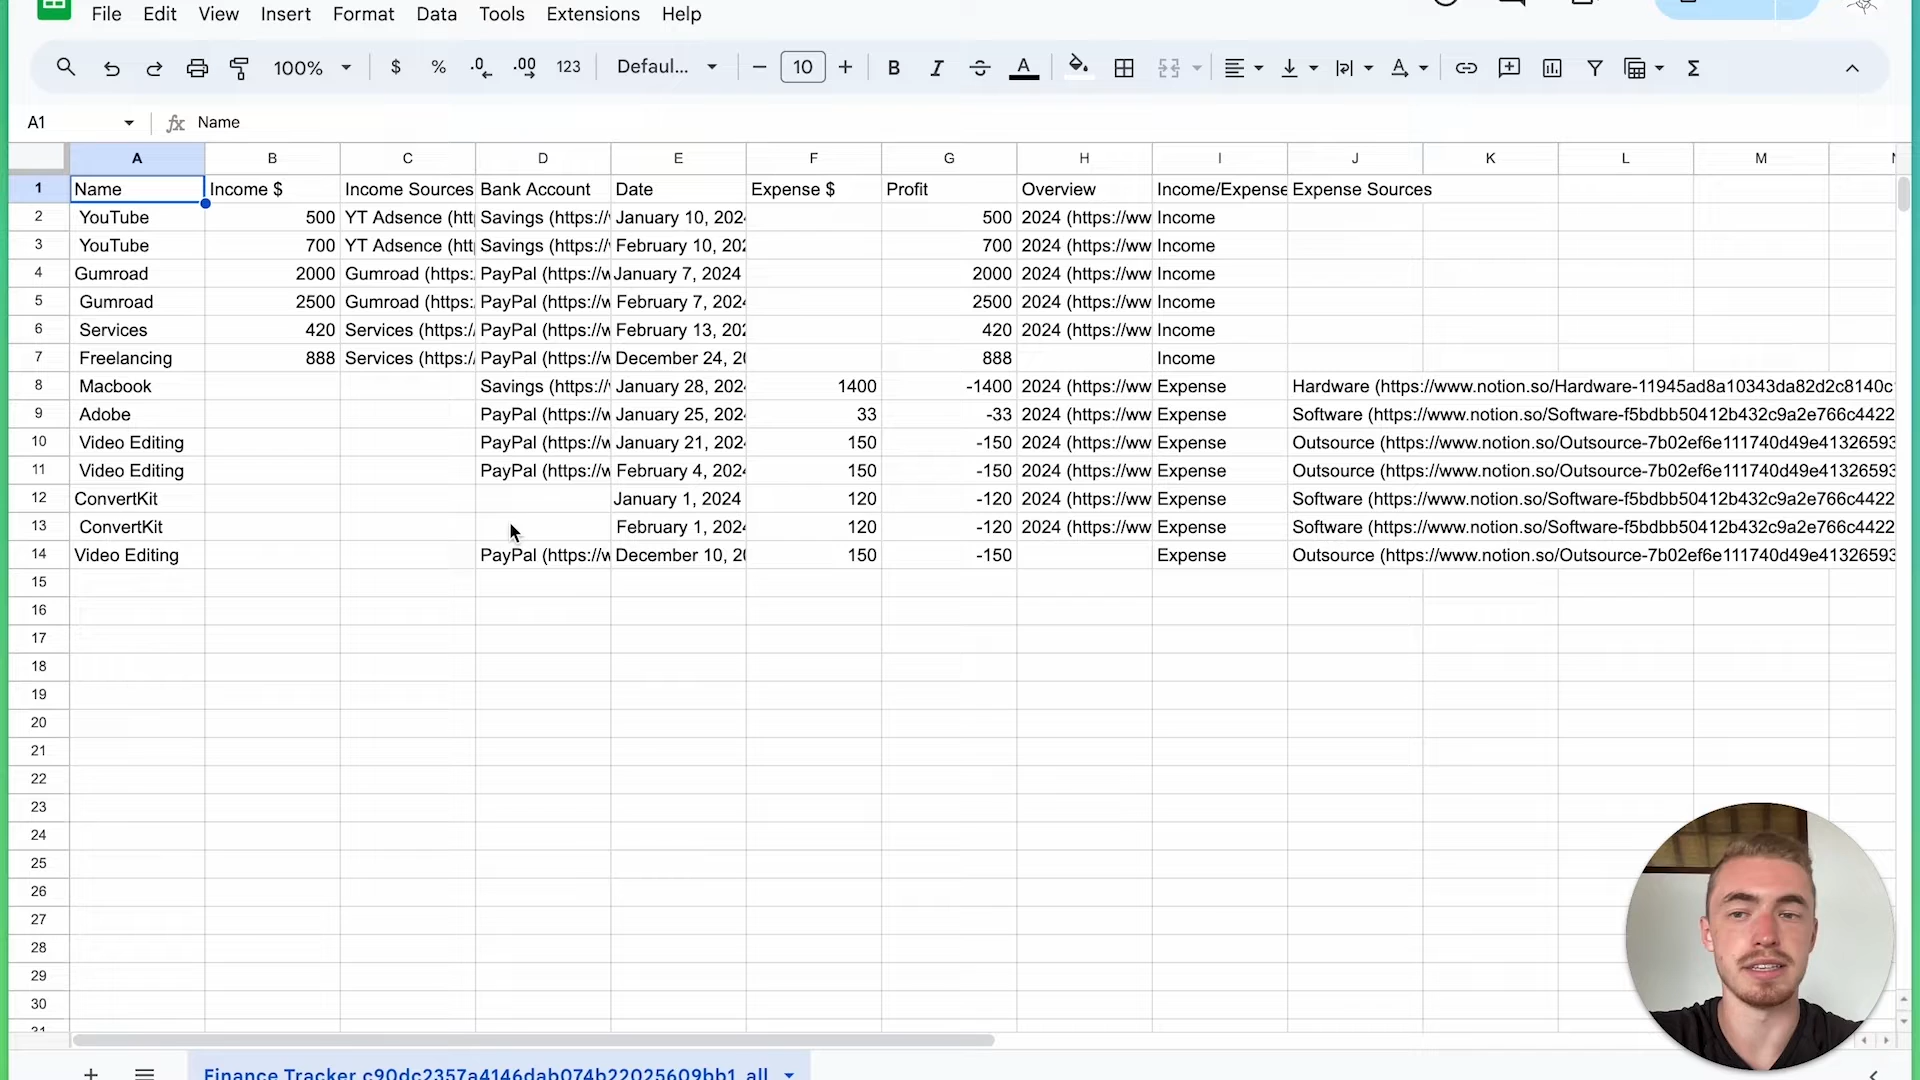 File Edit View Insert Format Data Tools Extensions Help
100% $ % .0 .00 123 Defaul... 10 B I A A Σ
A1 fx Name
A B C D E F G H I J K L M
1 Name Income $ Income Sources Bank Account Date Expense $ Profit Overview Income/Expense Expense Sources
2 YouTube 500 YT Adsence (htt Savings (https:// January 10, 2024 500 2024 (https://ww Income
3 YouTube 700 YT Adsence (htt Savings (https:// February 10, 202 700 2024 (https://ww Income
4 Gumroad 2000 Gumroad (https: PayPal (https://w January 7, 2024 2000 2024 (https://ww Income
5 Gumroad 2500 Gumroad (https: PayPal (https://w February 7, 2024 2500 2024 (https://ww Income
6 Services 420 Services (https:/ PayPal (https://w February 13, 202 420 2024 (https://ww Income
7 Freelancing 888 Services (https:/ PayPal (https://w December 24, 20 888 Income
8 Macbook Savings (https:// January 28, 2024 1400 -1400 2024 (https://ww Expense Hardware (https://www.notion.so/Hardware-11945ad8a10343da82d2c8140c
9 Adobe PayPal (https://w January 25, 2024 33 -33 2024 (https://ww Expense Software (https://www.notion.so/Software-f5bdbb50412b432c9a2e766c4422
10 Video Editing PayPal (https://w January 21, 2024 150 -150 2024 (https://ww Expense Outsource (https://www.notion.so/Outsource-7b02ef6e111740d49e41326593
11 Video Editing PayPal (https://w February 4, 2024 150 -150 2024 (https://ww Expense Outsource (https://www.notion.so/Outsource-7b02ef6e111740d49e41326593
12 ConvertKit January 1, 2024 120 -120 2024 (https://ww Expense Software (https://www.notion.so/Software-f5bdbb50412b432c9a2e766c4422
13 ConvertKit February 1, 2024 120 -120 2024 (https://ww Expense Software (https://www.notion.so/Software-f5bdbb50412b432c9a2e766c4422
14 Video Editing PayPal (https://w December 10, 20 150 -150 Expense Outsource (https://www.notion.so/Outsource-7b02ef6e111740d49e41326593
15
16
17
18
19
20
21
22
23
24
25
26
27
28
29
30
31
Finance Tracker c90dc2357a4146dab074b22025609bb1_all